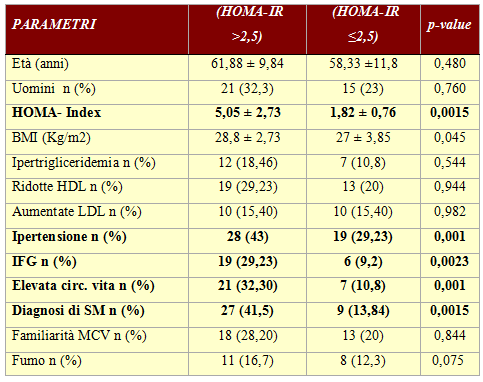 PARAMETRI (HOMA-IR >2,5) (HOMA-IR ≤2,5) p-value
Età (anni) 61,88 ± 9,84 58,33 ±11,8 0,480
Uomini n (%) 21 (32,3) 15 (23) 0,760
HOMA- Index 5,05 ± 2,73 1,82 ± 0,76 0,0015
BMI (Kg/m2) 28,8 ± 2,73 27 ± 3,85 0,045
Ipertrigliceridemia n (%) 12 (18,46) 7 (10,8) 0,544
Ridotte HDL n (%) 19 (29,23) 13 (20) 0,944
Aumentate LDL n (%) 10 (15,40) 10 (15,40) 0,982
Ipertensione n (%) 28 (43) 19 (29,23) 0,001
IFG n (%) 19 (29,23) 6 (9,2) 0,0023
Elevata circ. vita n (%) 21 (32,30) 7 (10,8) 0,001
Diagnosi di SM n (%) 27 (41,5) 9 (13,84) 0,0015
Familiarità MCV n (%) 18 (28,20) 13 (20) 0,844
Fumo n (%) 11 (16,7) 8 (12,3) 0,075